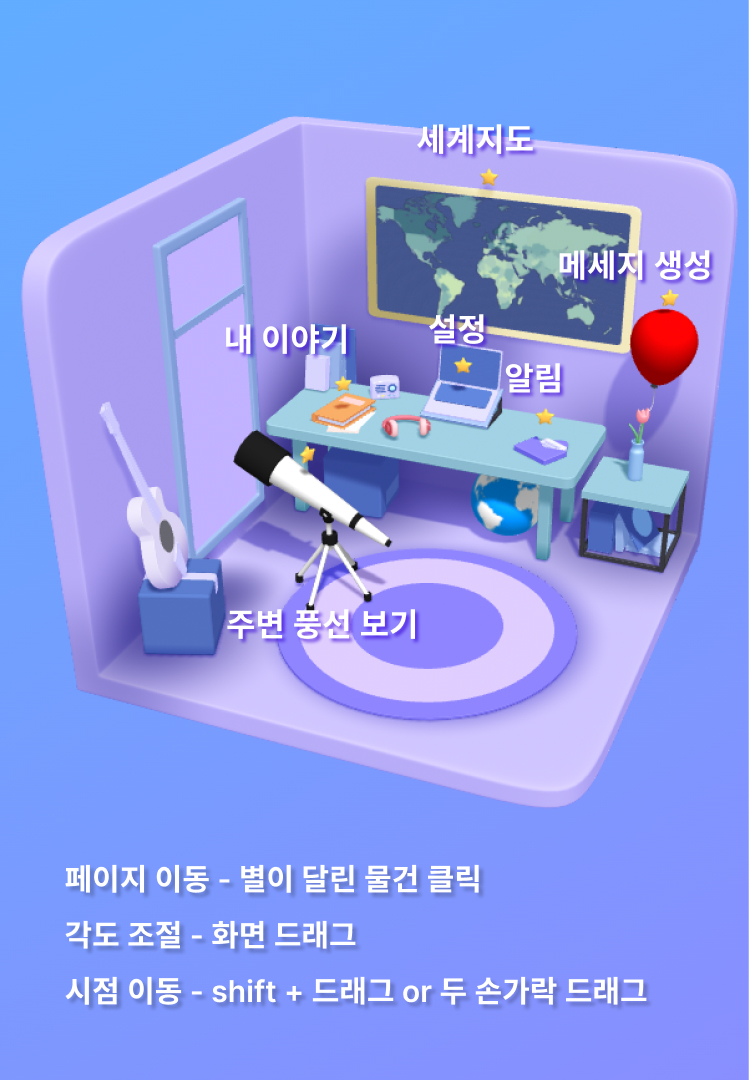 세계지도
메세지 생성
설정
내 이야기
알림
주변 풍선 보기
페이지 이동 - 별이 달린 물건 클릭
각도 조절 - 화면 드래그
시점 이동 - shift + 드래그 or 두 손가락 드래그